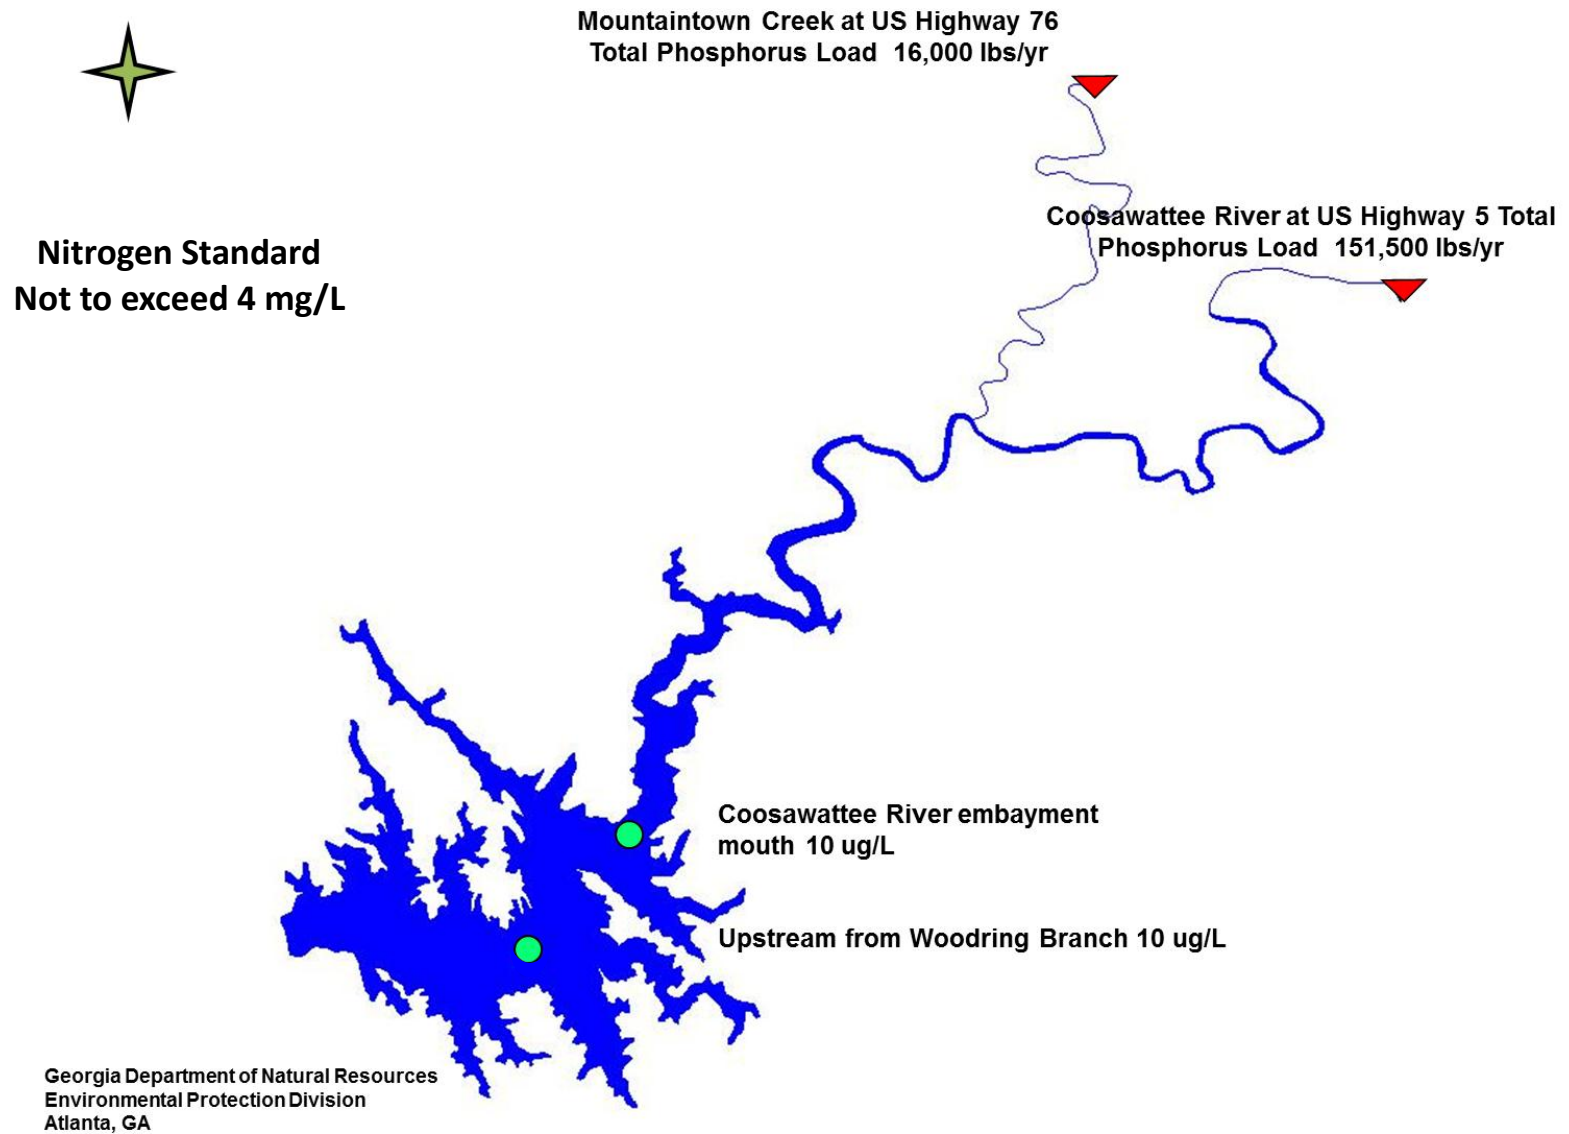 Mountaintown Creek at US Highway 76
Total Phosphorus Load 16,000 lbs/yr
Coosawattee River at US Highway 5 Total
Phosphorus Load 151,500 lbs/yr
Nitrogen Standard
Not to exceed 4 mg/L
Coosawattee River embayment
mouth 10 ug/L
Upstream from Woodring Branch 10 ug/L
Georgia Department of Natural Resources
Environmental Protection Division
Atlanta, GA